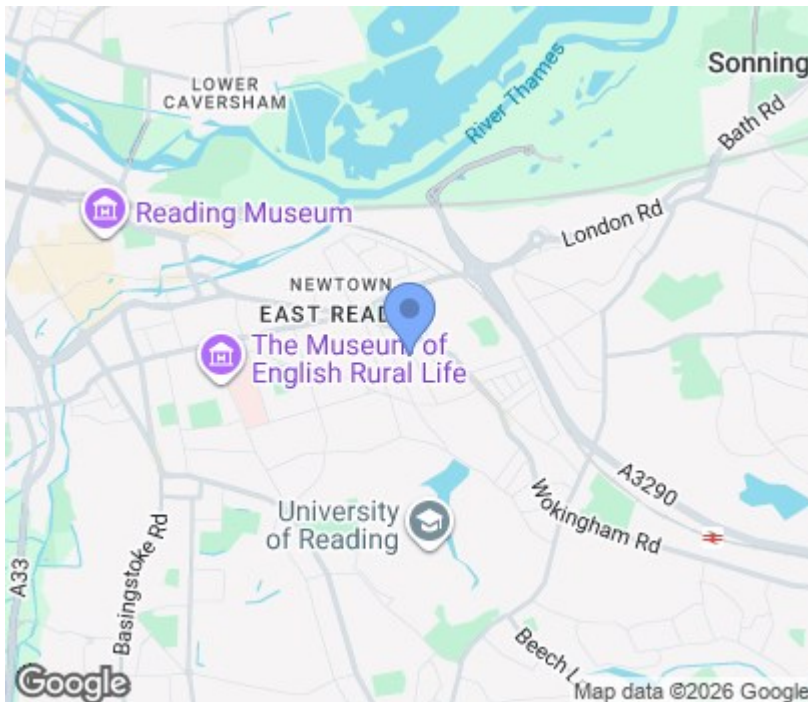 LOWER
CAVERSHAM
Sonning
River Thames
Bath Rd
Reading Museum
London Rd
NEWTOWN
EAST READ
The Museum of
English Rural Life
A3290
Wokingham Rd
University
of Reading
Basingstoke Rd
A33
Beech L
Google
Map data ©2026 Google